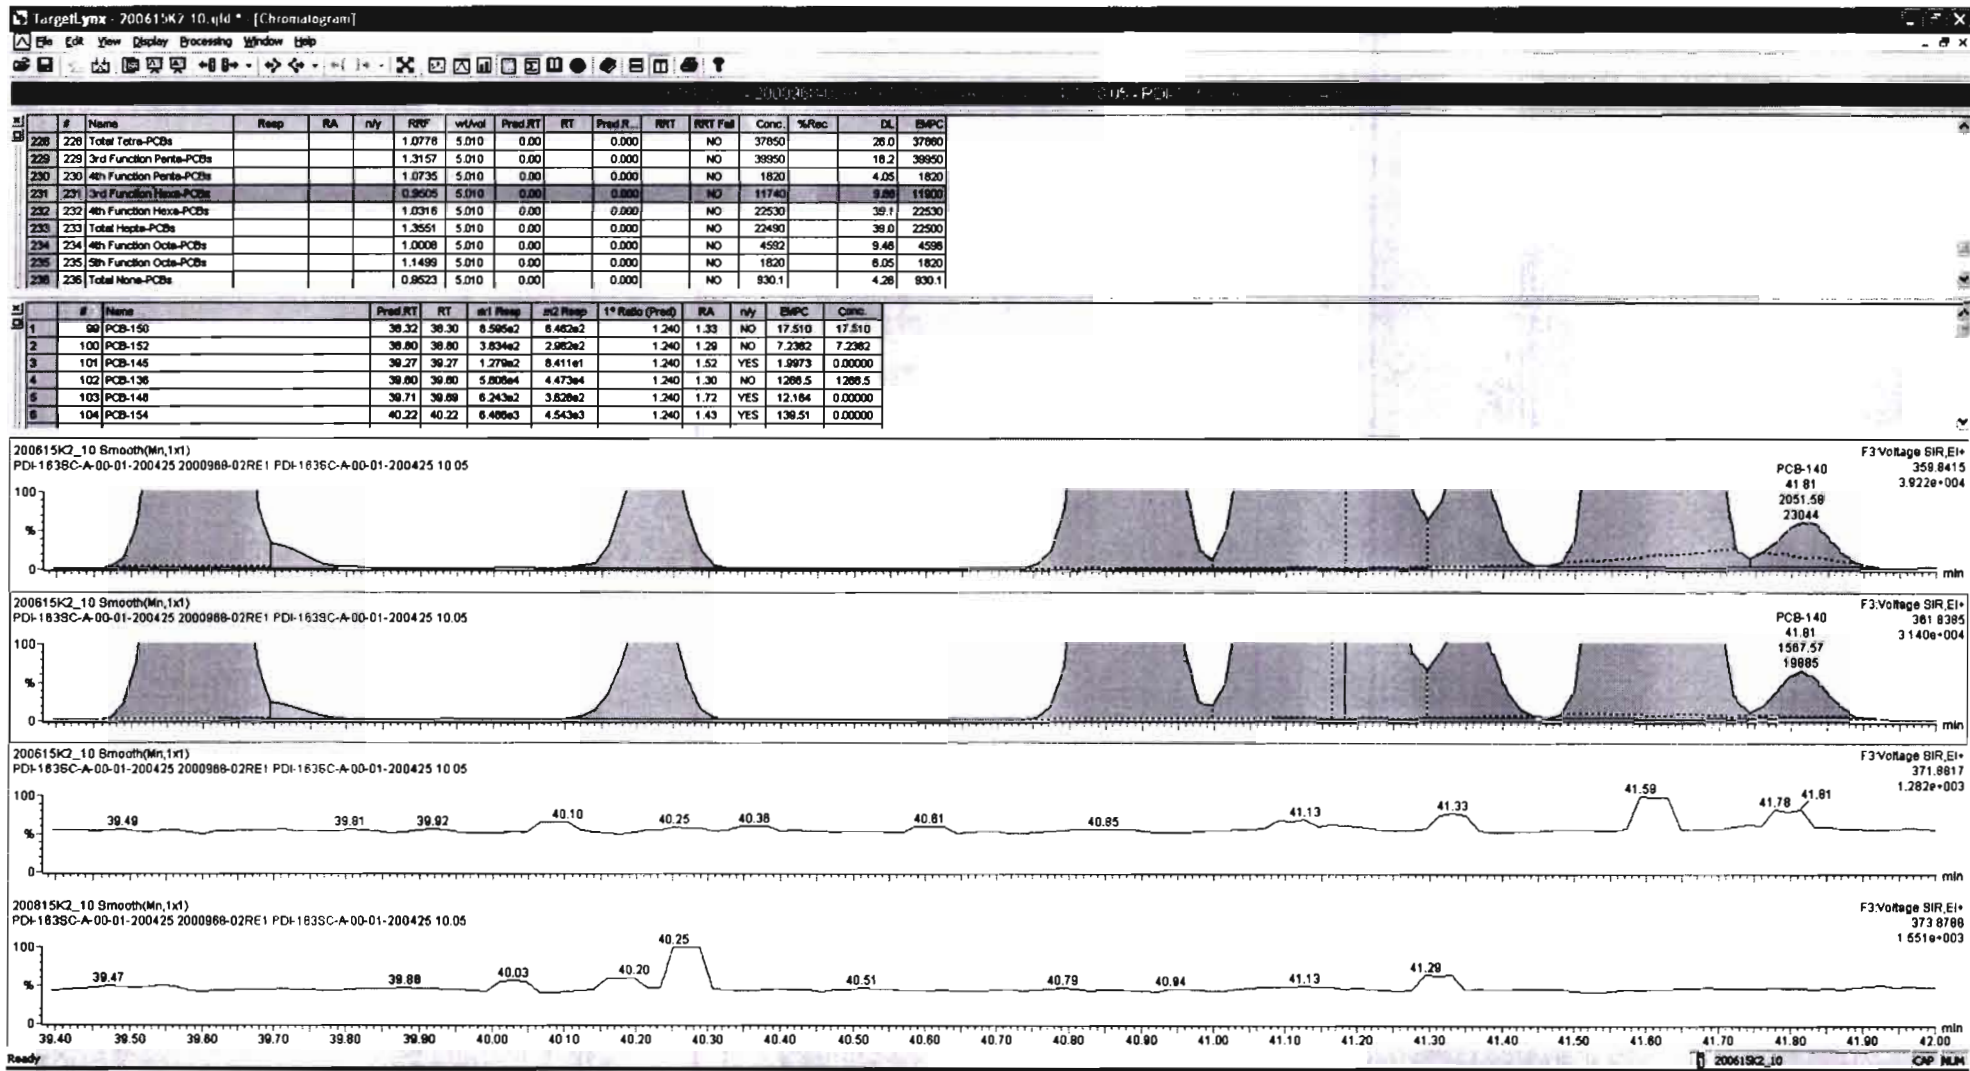 TargetLynx - 200615K2_10.qld * - [Chromatogram]
File Edit View Display Processing Window Help
# Name Resp RA n/y RRF wt/vol Pred.RT RT Pred.R... RRT RRT Fail Conc. %Rec DL EMPC
228 228 Total Tetra-PCBs 1.0776 5.010 0.00 0.000 NO 37850 26.0 37860
229 229 3rd Function Penta-PCBs 1.3157 5.010 0.00 0.000 NO 39950 18.2 39950
230 230 4th Function Penta-PCBs 1.0735 5.010 0.00 0.000 NO 1820 4.05 1820
231 231 3rd Function Hexa-PCBs 0.9505 5.010 0.00 0.000 NO 11740 11900
232 232 4th Function Hexa-PCBs 1.0316 5.010 0.00 0.000 NO 22530 39.1 22530
233 233 Total Hepta-PCBs 1.3551 5.010 0.00 0.000 NO 22490 39.0 22500
234 234 4th Function Octa-PCBs 1.0008 5.010 0.00 0.000 NO 4592 9.46 4596
235 235 5th Function Octa-PCBs 1.1499 5.010 0.00 0.000 NO 1820 6.05 1820
236 236 Total Nona-PCBs 0.9523 5.010 0.00 0.000 NO 930.1 4.26 930.1
# Name Pred.RT RT m1 Resp m2 Resp 1° Ratio (Pred) RA n/y EMPC Conc.
1 99 PCB-150 38.32 38.30 8.595e2 6.462e2 1.240 1.33 NO 17.510 17.510
2 100 PCB-152 38.80 38.80 3.834e2 2.962e2 1.240 1.29 NO 7.2362 7.2362
3 101 PCB-145 39.27 39.27 1.279e2 8.411e1 1.240 1.52 YES 1.9973 0.00000
4 102 PCB-136 39.60 39.60 5.808e4 4.473e4 1.240 1.30 NO 1266.5 1266.5
5 103 PCB-148 39.71 39.69 6.243e2 3.628e2 1.240 1.72 YES 12.164 0.00000
6 104 PCB-154 40.22 40.22 6.486e3 4.543e3 1.240 1.43 YES 139.51 0.00000
200615K2_10 Smooth(Mn,1x1) F3:Voltage SIR,EI+
PDI-163SC-A-00-01-200425 2000968-02RE1 PDI-163SC-A-00-01-200425 10.05 359.8415
3.922e+004
PCB-140
41.81
2051.58
23044
100
%
0
min
200615K2_10 Smooth(Mn,1x1) F3:Voltage SIR,EI+
PDI-163SC-A-00-01-200425 2000968-02RE1 PDI-163SC-A-00-01-200425 10.05 361.8385
3.140e+004
PCB-140
41.81
1567.57
19885
100
%
0
min
200615K2_10 Smooth(Mn,1x1) F3:Voltage SIR,EI+
PDI-163SC-A-00-01-200425 2000968-02RE1 PDI-163SC-A-00-01-200425 10.05 371.8817
1.282e+003
100
39.49 39.81 39.92 40.10 40.25 40.36 40.61 40.85 41.13 41.33 41.59 41.78 41.81
%
0
min
200615K2_10 Smooth(Mn,1x1) F3:Voltage SIR,EI+
PDI-163SC-A-00-01-200425 2000968-02RE1 PDI-163SC-A-00-01-200425 10.05 373.8788
1.551e+003
100
39.47 39.88 40.03 40.20 40.25 40.51 40.79 40.94 41.13 41.29
%
0
min
39.40 39.50 39.60 39.70 39.80 39.90 40.00 40.10 40.20 40.30 40.40 40.50 40.60 40.70 40.80 40.90 41.00 41.10 41.20 41.30 41.40 41.50 41.60 41.70 41.80 41.90 42.00
Ready 200615K2_10 CAP NUM